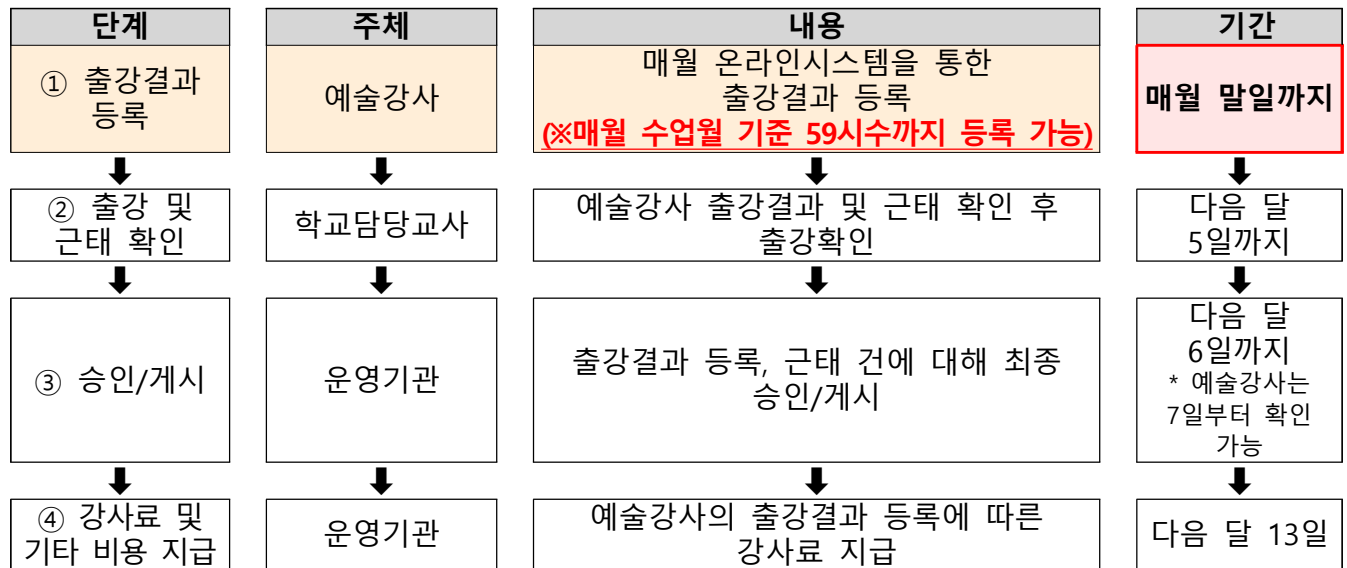 단계
주체
내용
기간
① 출강결과
등록
예술강사
매월 온라인시스템을 통한
출강결과 등록
(※매월 수업월 기준 59시수까지 등록 가능)
매월 말일까지
② 출강 및
근태 확인
학교담당교사
예술강사 출강결과 및 근태 확인 후
출강확인
다음 달
5일까지
③ 승인/게시
운영기관
출강결과 등록, 근태 건에 대해 최종
승인/게시
다음 달
6일까지
* 예술강사는
7일부터 확인
가능
④ 강사료 및
기타 비용 지급
운영기관
예술강사의 출강결과 등록에 따른
강사료 지급
다음 달 13일